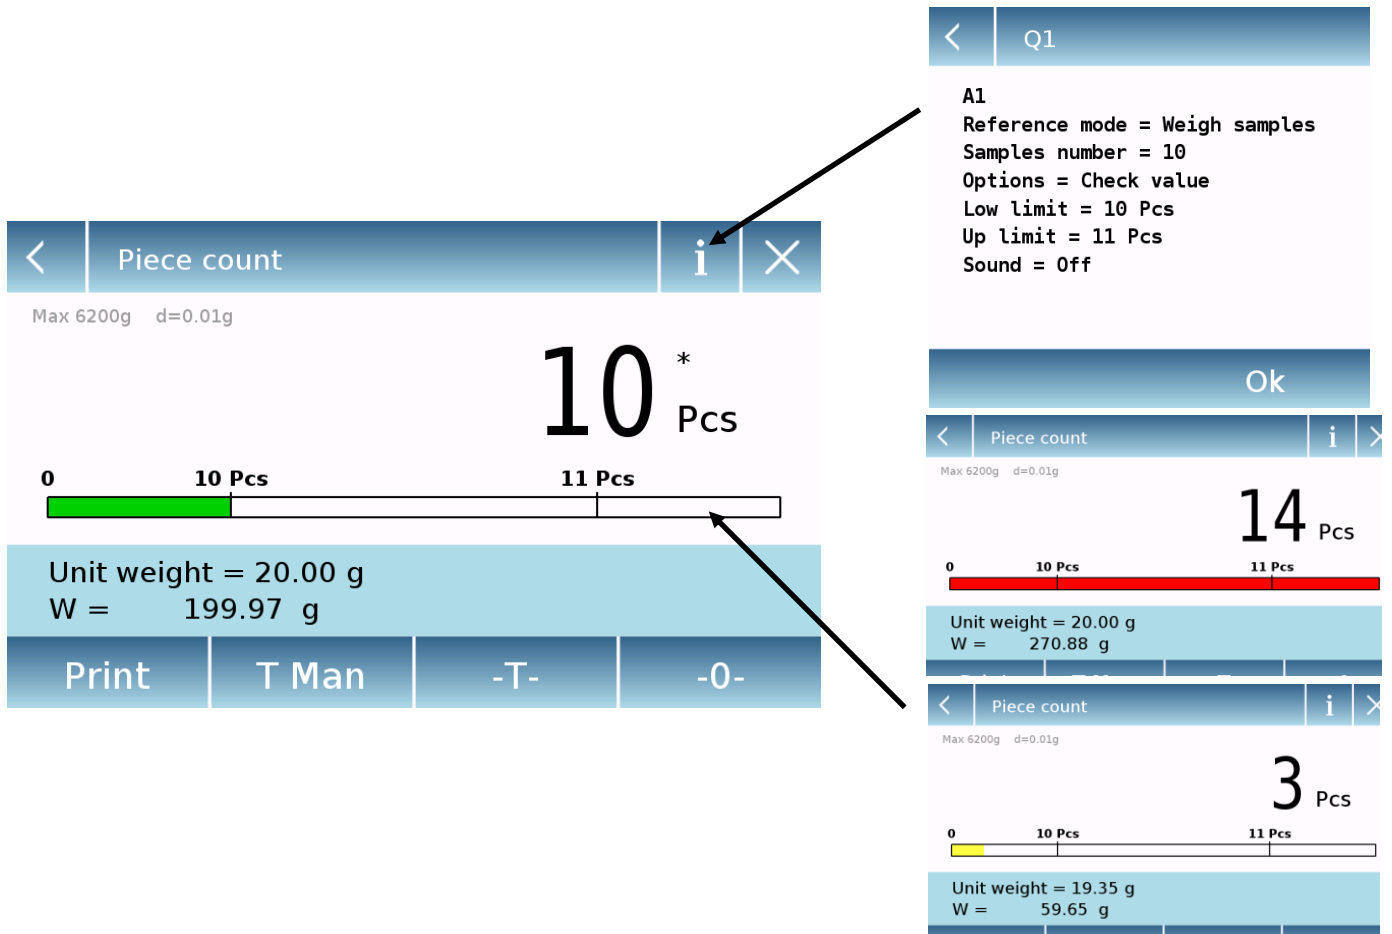 Piece count
i
Max 6200g d=0.01g
10 *
Pcs
0 10 Pcs 11 Pcs
Unit weight = 20.00 g
W = 199.97 g
Print T Man -T- -0-
Q1
A1
Reference mode = Weigh samples
Samples number = 10
Options = Check value
Low limit = 10 Pcs
Up limit = 11 Pcs
Sound = Off
Ok
Piece count
i
Max 6200g d=0.01g
14 Pcs
0 10 Pcs 11 Pcs
Unit weight = 20.00 g
W = 270.88 g
Piece count
i
Max 6200g d=0.01g
3 Pcs
0 10 Pcs 11 Pcs
Unit weight = 19.35 g
W = 59.65 g